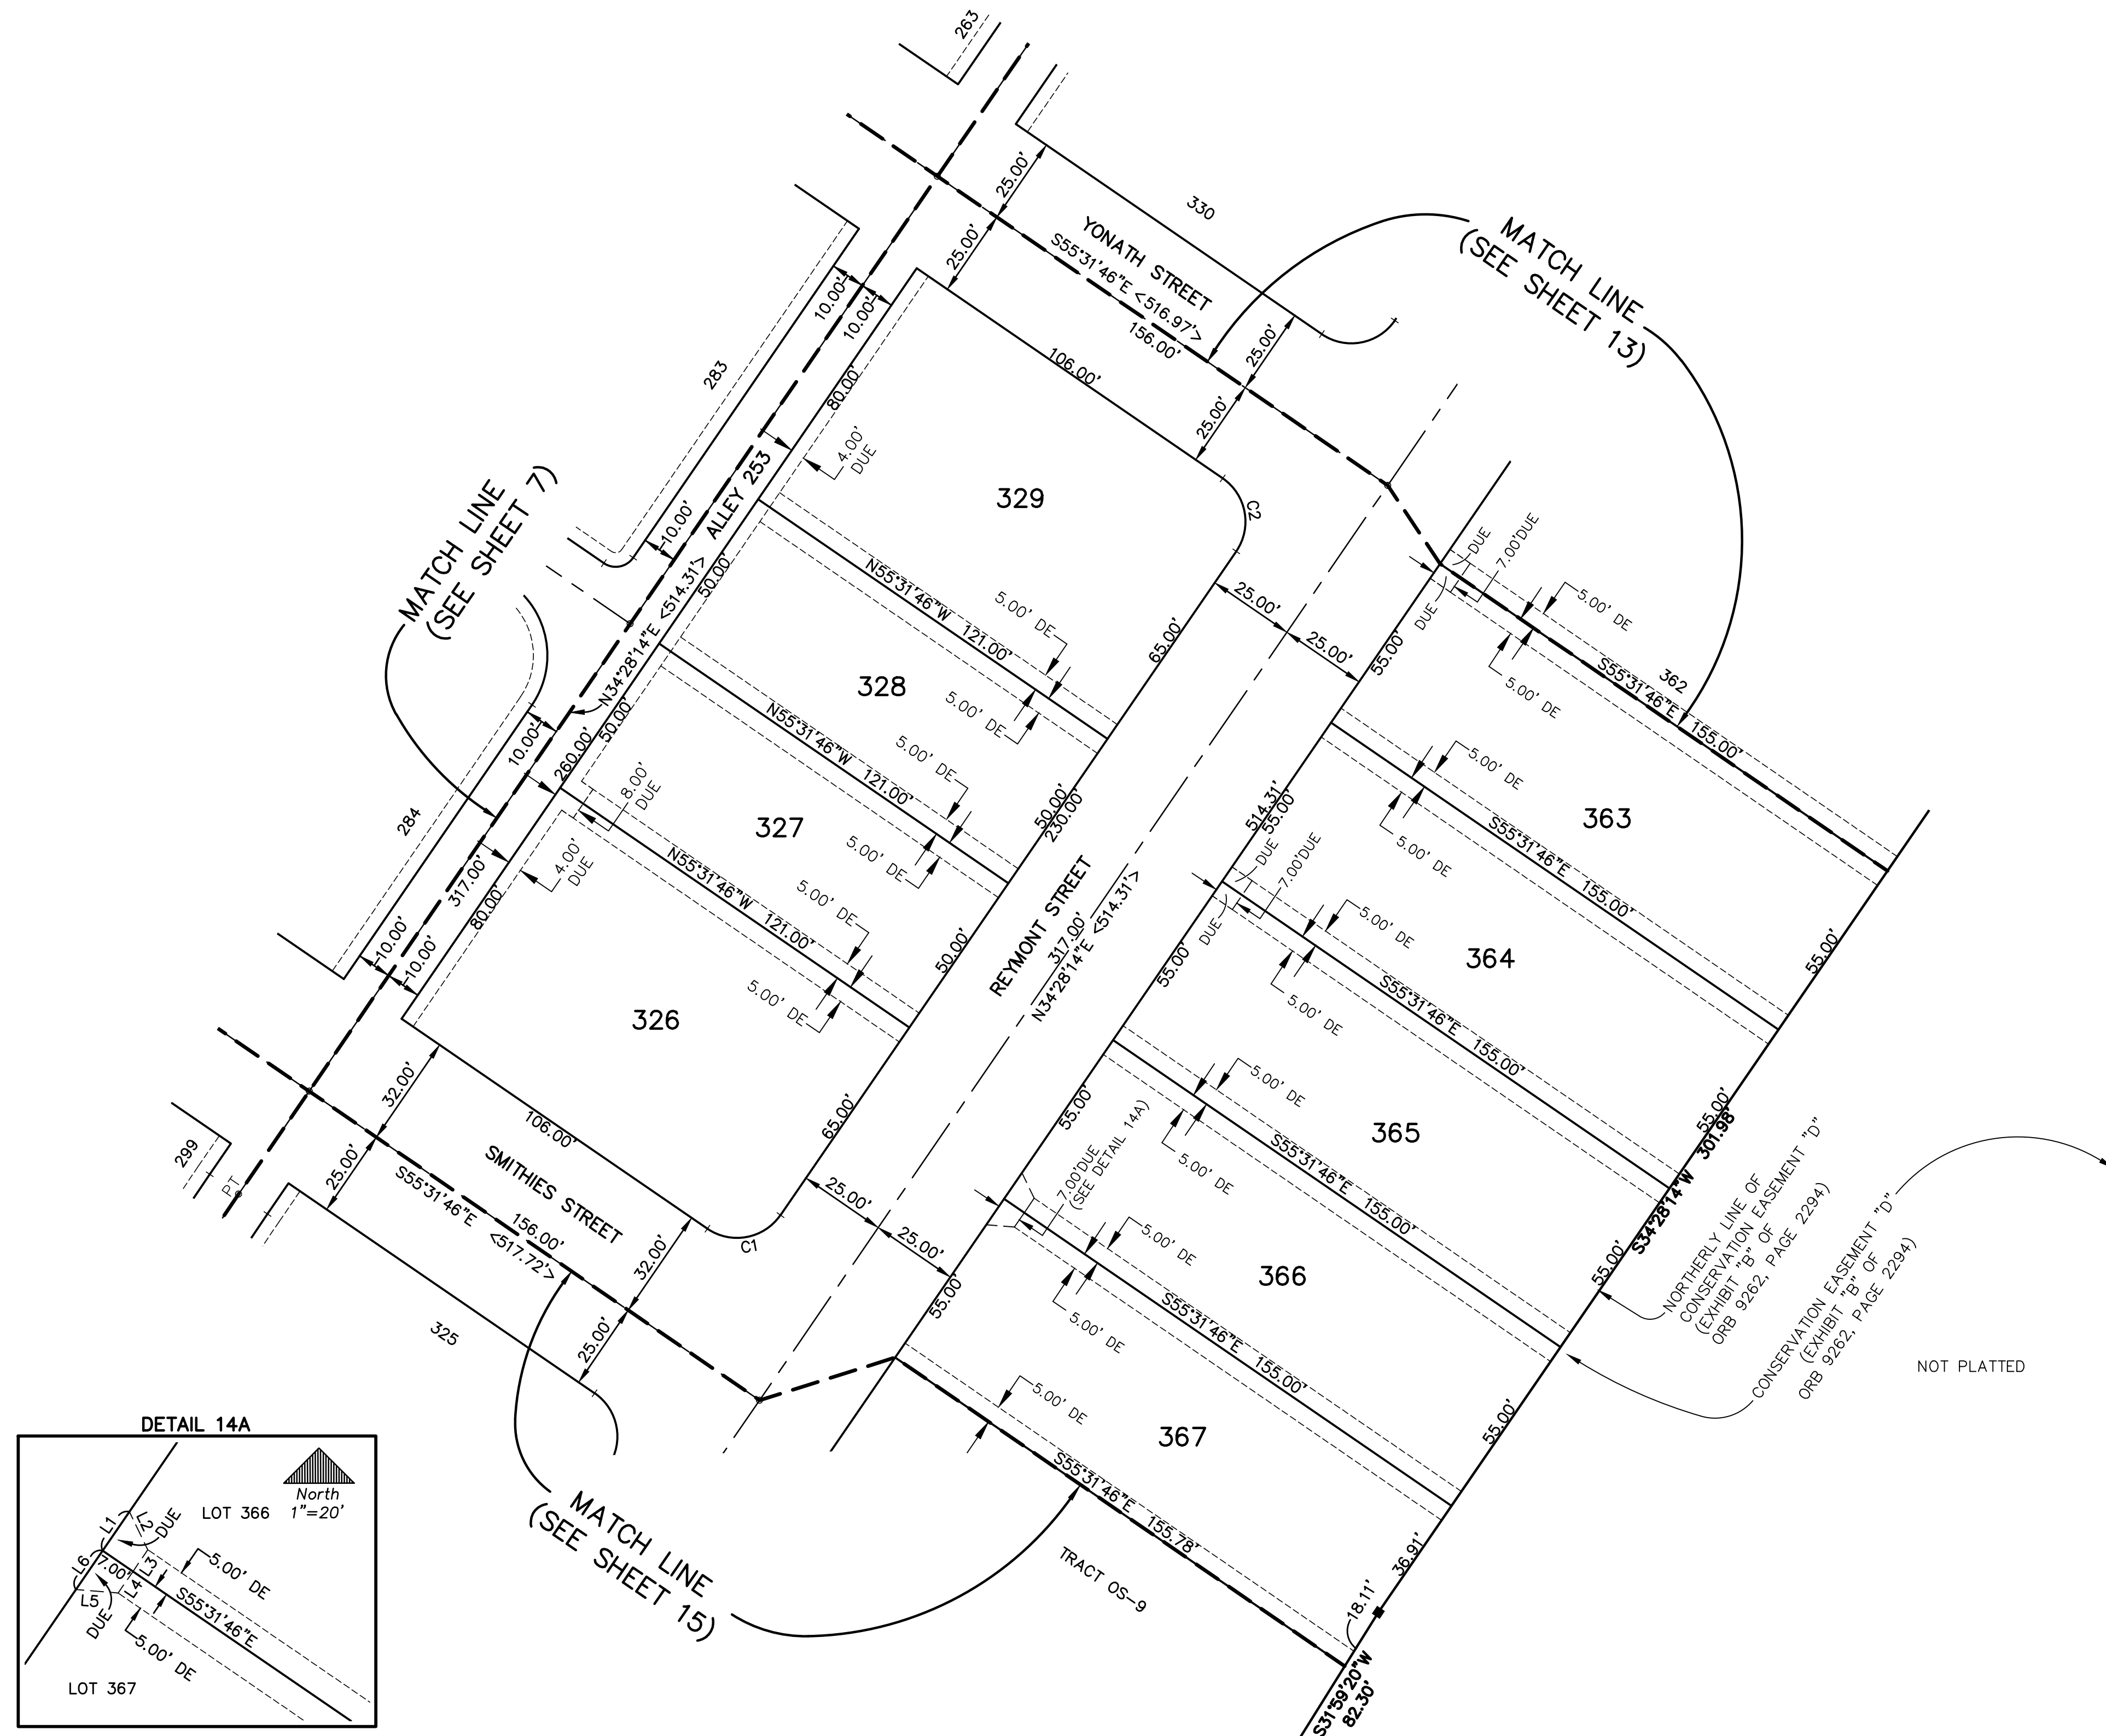 263
330
25.00'
25.00'
YONATH STREET
S55°31'46"E <516.97'>
156.00'
MATCH LINE
(SEE SHEET 13)
10.00'
10.00'
283
80.00'
106.00'
25.00'
25.00'
4.00'
DUE
329
C2
MATCH LINE
(SEE SHEET 7)
10.00'
ALLEY 253
N34°28'14"E <514.31'>
50.00'
N55°31'46"W 121.00'
5.00' DE
5.00' DE
65.00'
25.00'
25.00'
DUE
7.00'DUE
DUE
5.00' DE
5.00' DE
362
S55°31'46"E 155.00'
55.00'
328
50.00'
N55°31'46"W 121.00'
5.00' DE
5.00' DE
10.00'
260.00'
8.00'
DUE
284
327
50.00'
230.00'
514.31'
55.00'
363
5.00' DE
5.00' DE
S55°31'46"E 155.00'
55.00'
4.00'
DUE
N55°31'46"W 121.00'
5.00' DE
5.00' DE
317.00'
80.00'
10.00'
10.00'
50.00'
REYMONT STREET
317.00'
N34°28'14"E <514.31'>
DUE
7.00'DUE
DUE
55.00'
364
5.00' DE
5.00' DE
S55°31'46"E 155.00'
55.00'
301.98'
S34°28'14"W
326
32.00'
106.00'
65.00'
55.00'
365
5.00' DE
5.00' DE
S55°31'46"E 155.00'
55.00'
299
PT
25.00'
SMITHIES STREET
S55°31'46"E
156.00'
<517.72'>
32.00'
C1
25.00'
25.00'
25.00'
7.00'DUE
(SEE DETAIL 14A)
55.00'
366
5.00' DE
5.00' DE
S55°31'46"E 155.00'
55.00'
NORTHERLY LINE OF
CONSERVATION EASEMENT "D"
(EXHIBIT "B" OF
ORB 9262, PAGE 2294)
CONSERVATION EASEMENT "D"
(EXHIBIT "B" OF
ORB 9262, PAGE 2294)
NOT PLATTED
325
367
5.00' DE
S55°31'46"E 155.78'
36.91'
18.11'
S31°59'20"W
82.30'
TRACT OS-9
MATCH LINE
(SEE SHEET 15)
DETAIL 14A
North
1"=20'
LOT 366
L1
L2
DUE
L3
L6
7.00'
L4
L5
DUE
5.00' DE
S55°31'46"E
5.00' DE
LOT 367